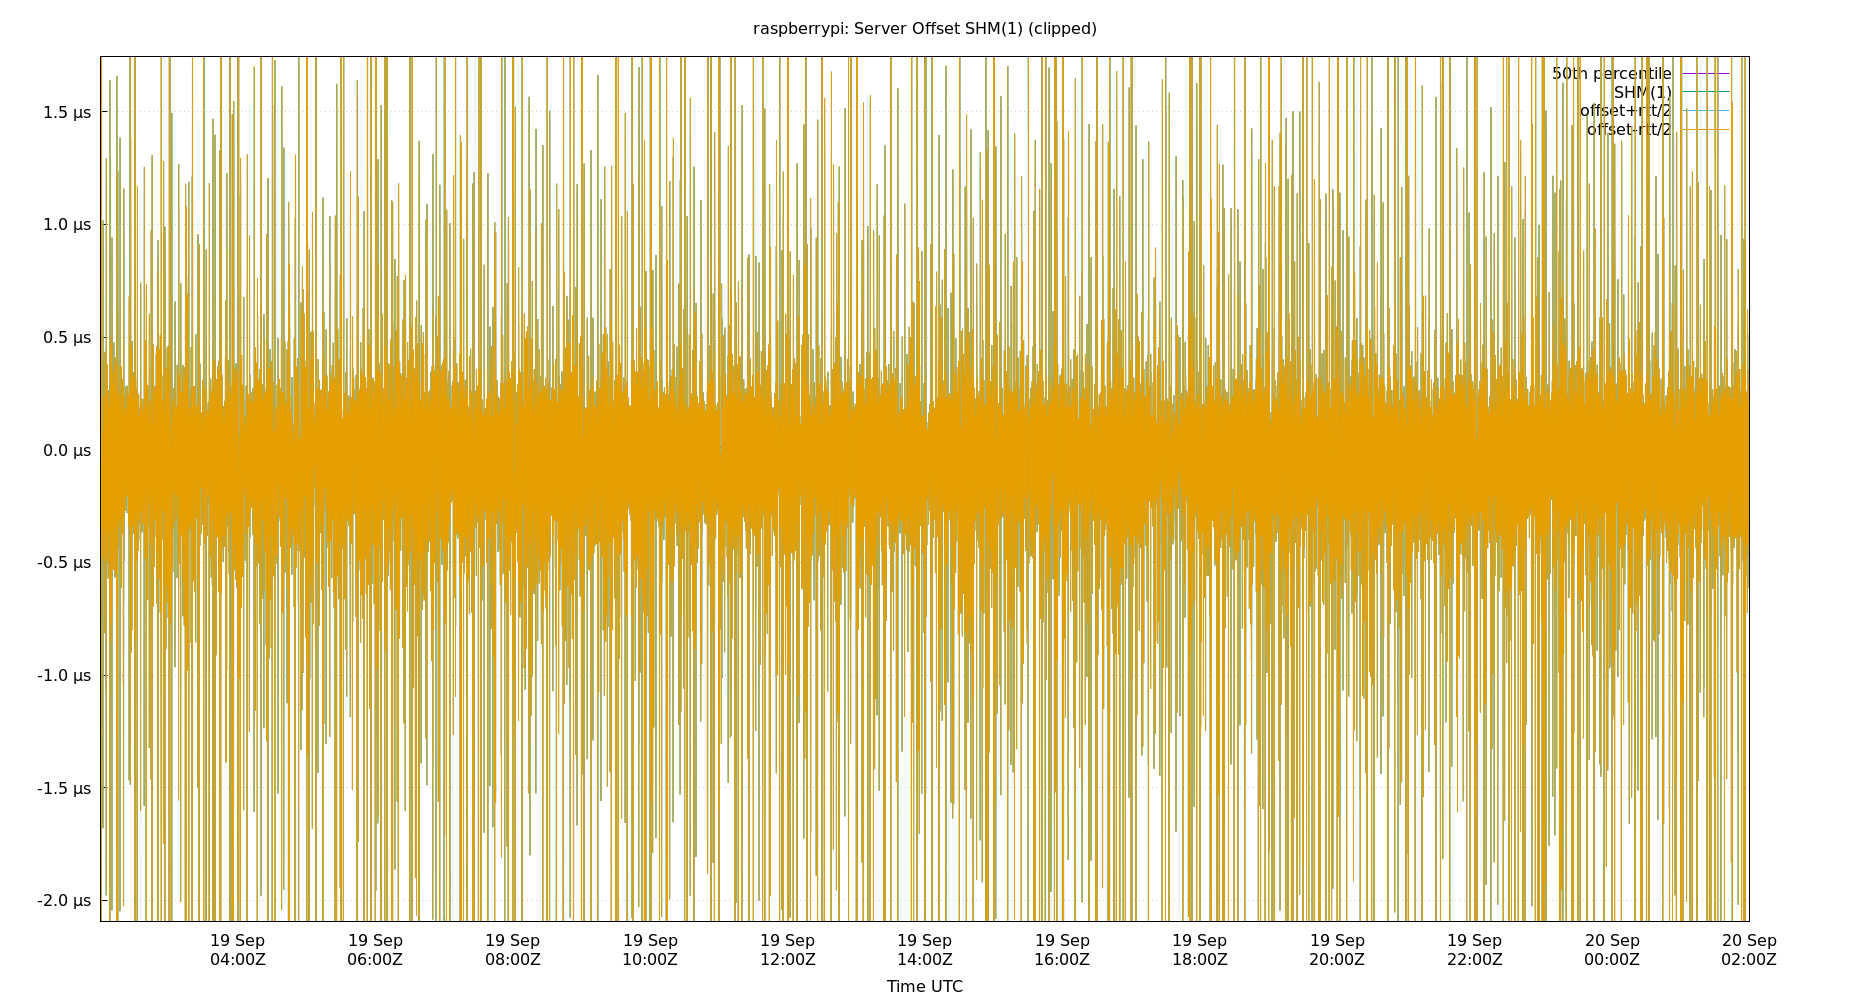 raspberrypi: Server Offset SHM(1) (clipped)
50th percentile
SHM(1)
offset+rtt/2
offset-rtt/2
1.5 µs
1.0 µs
0.5 µs
0.0 µs
-0.5 µs
-1.0 µs
-1.5 µs
-2.0 µs
19 Sep 19 Sep 19 Sep 19 Sep 19 Sep 19 Sep 19 Sep 19 Sep 19 Sep 19 Sep 20 Sep 20 Sep
04:00Z 06:00Z 08:00Z 10:00Z 12:00Z 14:00Z 16:00Z 18:00Z 20:00Z 22:00Z 00:00Z 02:00Z
Time UTC